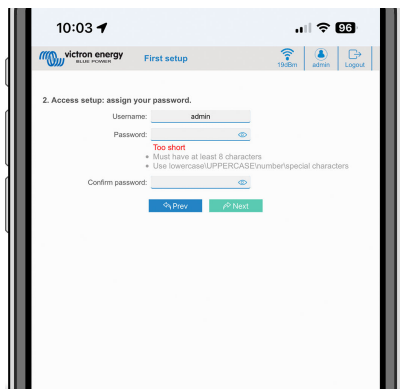 10:03
96
victron energy
BLUE POWER
First setup
19dBm
admin
Logout
2. Access setup: assign your password.
Username: admin
Password:
Too short
Must have at least 8 characters
Use lowercase\UPPERCASE\number\special characters
Confirm password:
Prev
Next